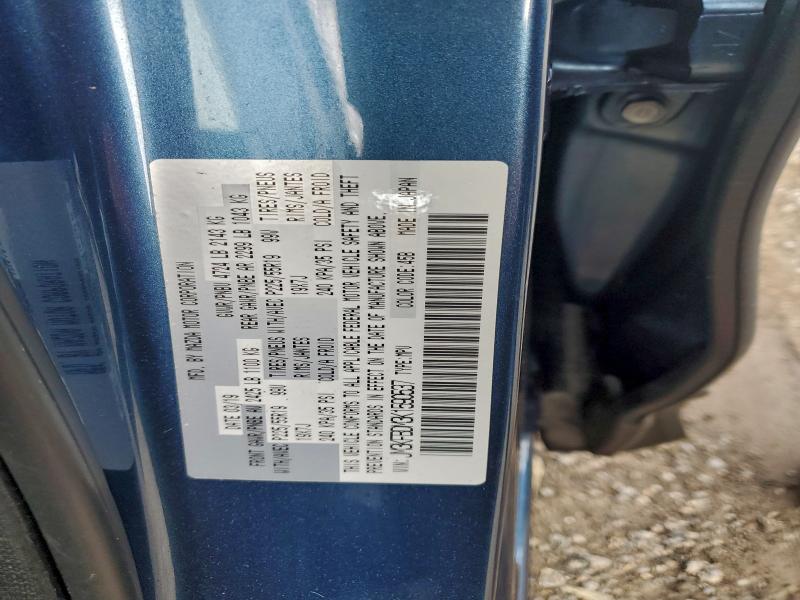 MFD. BY MAZDA MOTOR CORPORATION
DATE 03/19 GVWR/PNBV 4724 LB 2143 KG
FRONT GAWR/PNBE AV 2425 LB 1100 KG REAR GAWR/PNBE AR 2299 LB 1043 KG
WITH/AVEC P225/55R19 99V TIRES/PNEUS WITH/AVEC P225/55R19 99V TIRES/PNEUS
19X7J RIMS/JANTES 19X7J RIMS/JANTES
240 KPA/35 PSI COLD/A FROID 240 KPA/35 PSI COLD/A FROID
THIS VEHICLE CONFORMS TO ALL APPLICABLE FEDERAL MOTOR VEHICLE SAFETY AND THEFT
PREVENTION STANDARDS IN EFFECT ON THE DATE OF MANUFACTURE SHOWN ABOVE.
TYPE:MPV COLOR CODE:45B MADE IN JAPAN